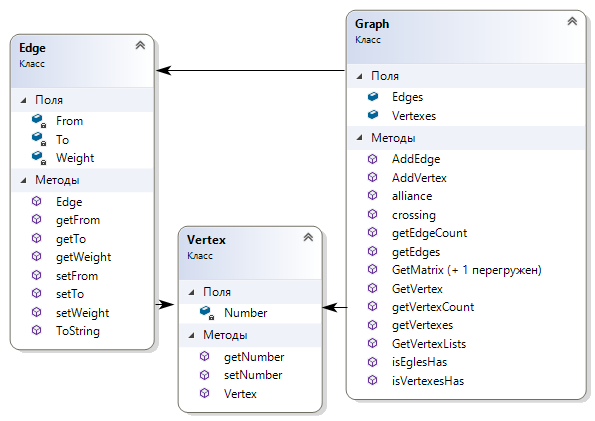 Edge
Класс
Поля
From
To
Weight
Методы
Edge
getFrom
getTo
getWeight
setFrom
setTo
setWeight
ToString
Vertex
Класс
Поля
Number
Методы
getNumber
setNumber
Vertex
Graph
Класс
Поля
Edges
Vertexes
Методы
AddEdge
AddVertex
alliance
crossing
getEdgeCount
getEdges
GetMatrix (+ 1 перегружен)
GetVertex
getVertexCount
getVertexes
GetVertexLists
isEglesHas
isVertexesHas